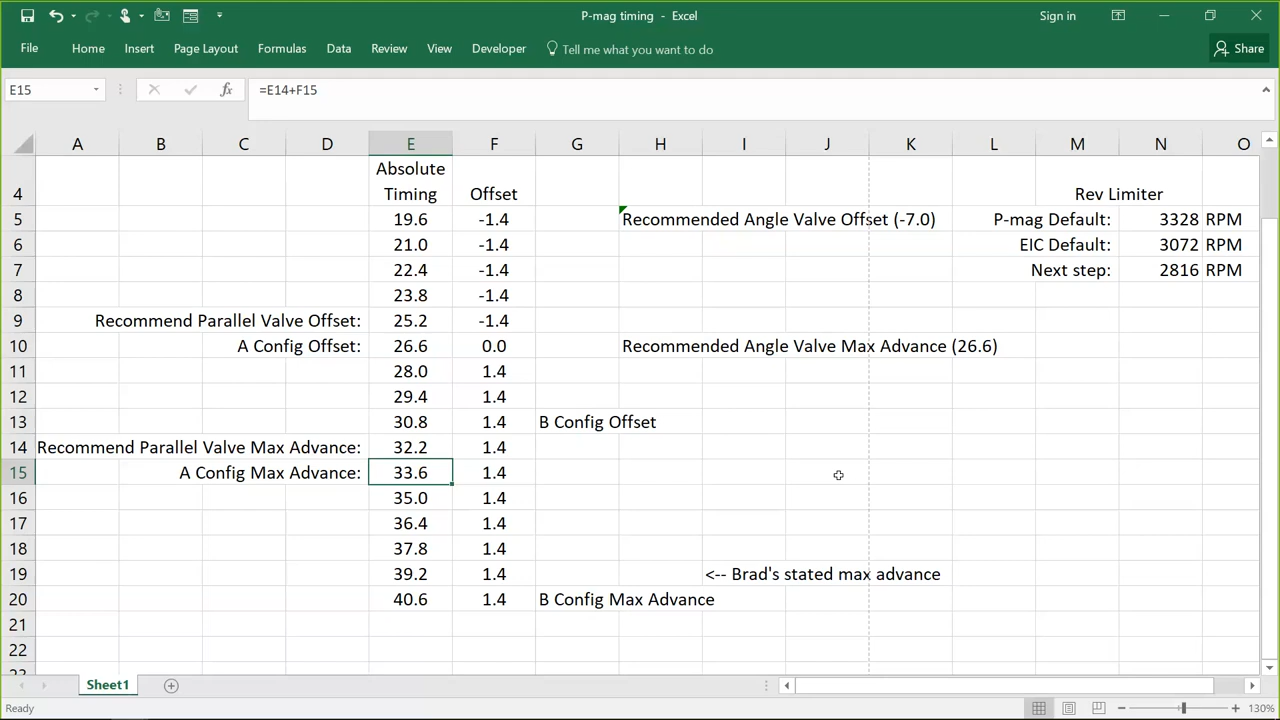 P-mag timing - Excel
Sign in
File Home Insert Page Layout Formulas Data Review View Developer Tell me what you want to do Share
E15 fx =E14+F15
A B C D E F G H I J K L M N O
Absolute
4 Timing Offset Rev Limiter
5 19.6 -1.4 Recommended Angle Valve Offset (-7.0) P-mag Default: 3328 RPM
6 21.0 -1.4 EIC Default: 3072 RPM
7 22.4 -1.4 Next step: 2816 RPM
8 23.8 -1.4
9 Recommend Parallel Valve Offset: 25.2 -1.4
10 A Config Offset: 26.6 0.0 Recommended Angle Valve Max Advance (26.6)
11 28.0 1.4
12 29.4 1.4
13 30.8 1.4 B Config Offset
14 Recommend Parallel Valve Max Advance: 32.2 1.4
15 A Config Max Advance: 33.6 1.4
16 35.0 1.4
17 36.4 1.4
18 37.8 1.4
19 39.2 1.4 <-- Brad's stated max advance
20 40.6 1.4 B Config Max Advance
21
22
23
Sheet1
Ready 130%